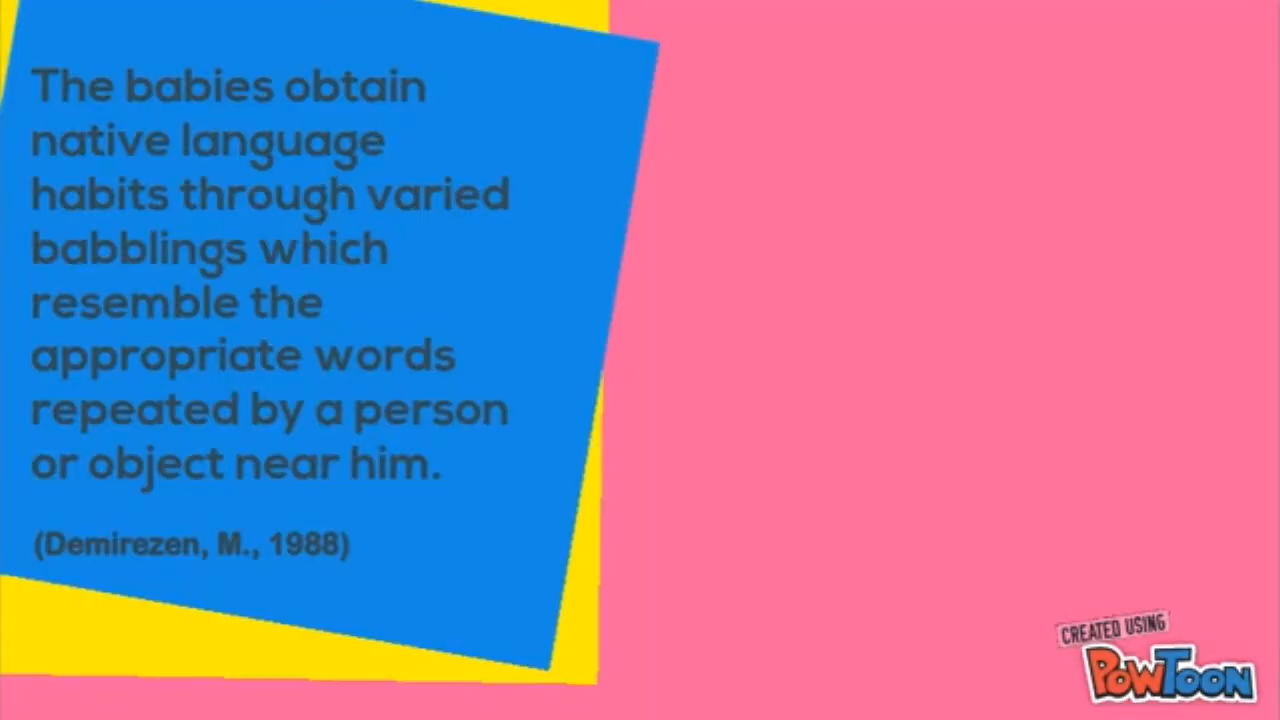 The babies obtain
native language
habits through varied
babblings which
resemble the
appropriate words
repeated by a person
or object near him.
(Demirezen, M., 1988)
CREATED USING
PowToon